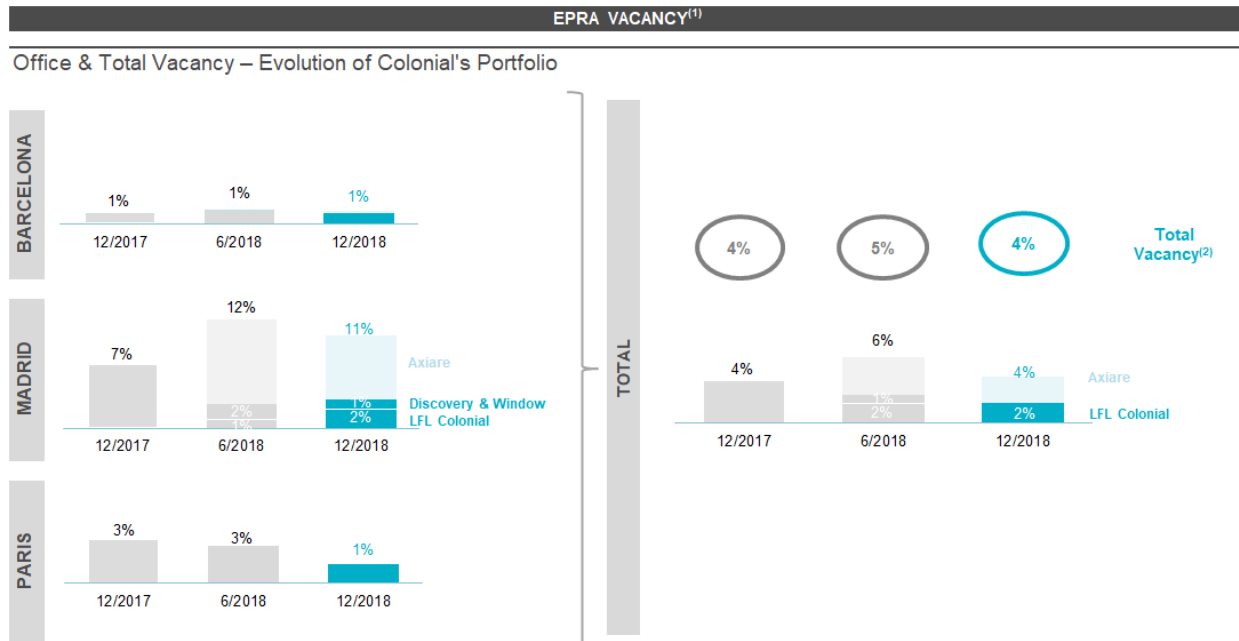 EPRA VACANCY(1)
Office & Total Vacancy – Evolution of Colonial's Portfolio
BARCELONA
1%
1%
1%
12/2017
6/2018
12/2018
MADRID
7%
12%
11%
2%
1%
1%
2%
Axiare
Discovery & Window
LFL Colonial
12/2017
6/2018
12/2018
PARIS
3%
3%
1%
12/2017
6/2018
12/2018
TOTAL
4%
5%
4%
Total
Vacancy(2)
4%
6%
4%
1%
2%
2%
Axiare
LFL Colonial
12/2017
6/2018
12/2018